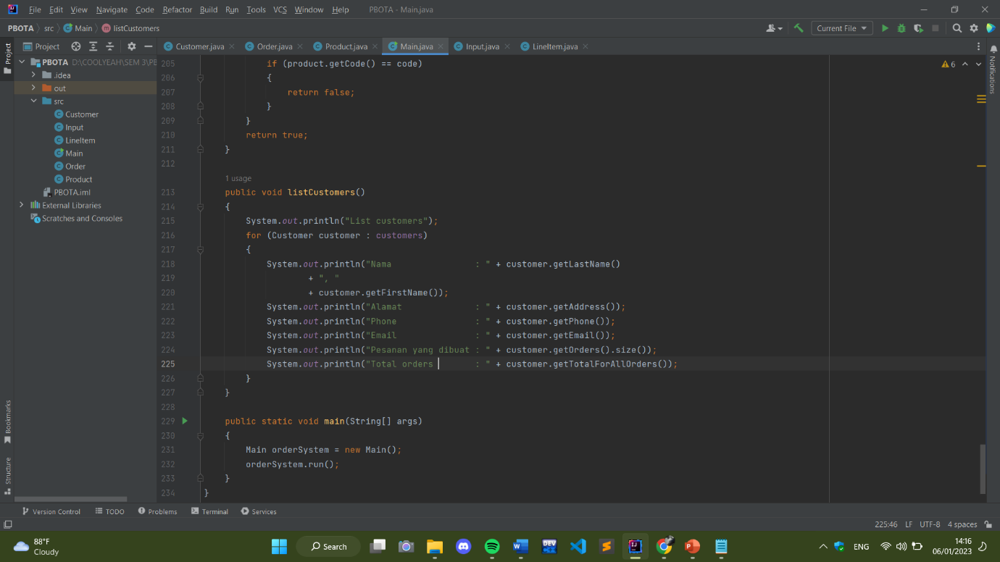 File Edit View Navigate Code Refactor Build Run Tools VCS Window Help PBOTA - Main.java
PBOTA src Main listCustomers Current File
Project Customer.java Order.java Product.java Main.java Input.java LineItem.java
Project
Notifications
Bookmarks
Structure
PBOTA D:\COOLYEAH\SEM 3\PB
.idea
out
src
Customer
Input
LineItem
Main
Order
Product
PBOTA.iml
External Libraries
Scratches and Consoles
6
205 if (product.getCode() == code)
206 {
207 return false;
208 }
209 }
210 return true;
211 }
212
1 usage
213 public void listCustomers()
214 {
215 System.out.println("List customers");
216 for (Customer customer : customers)
217 {
218 System.out.println("Nama : " + customer.getLastName()
219 + ", "
220 + customer.getFirstName());
221 System.out.println("Alamat : " + customer.getAddress());
222 System.out.println("Phone : " + customer.getPhone());
223 System.out.println("Email : " + customer.getEmail());
224 System.out.println("Pesanan yang dibuat : " + customer.getOrders().size());
225 System.out.println("Total orders : " + customer.getTotalForAllOrders());
226 }
227 }
228
229 public static void main(String[] args)
230 {
231 Main orderSystem = new Main();
232 orderSystem.run();
233 }
234 }
Version Control TODO Problems Terminal Services
225:46 LF UTF-8 4 spaces
88°F
Cloudy
Search
DEV
ENG
14:16
06/01/2023